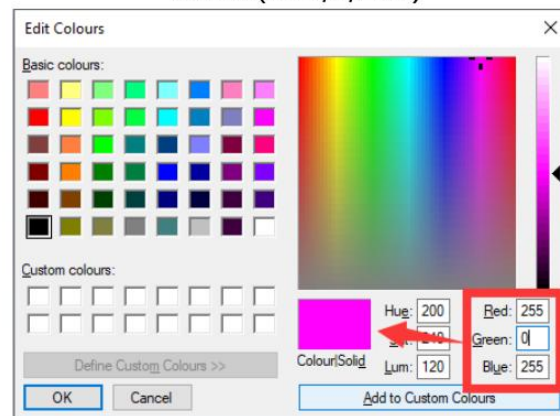 Edit Colours
Basic colours:
Custom colours:
Define Custom Colours >>
OK
Cancel
Colour|Solid
Hue: 200
Lum: 120
Red: 255
Green: 0
Blue: 255
Add to Custom Colours